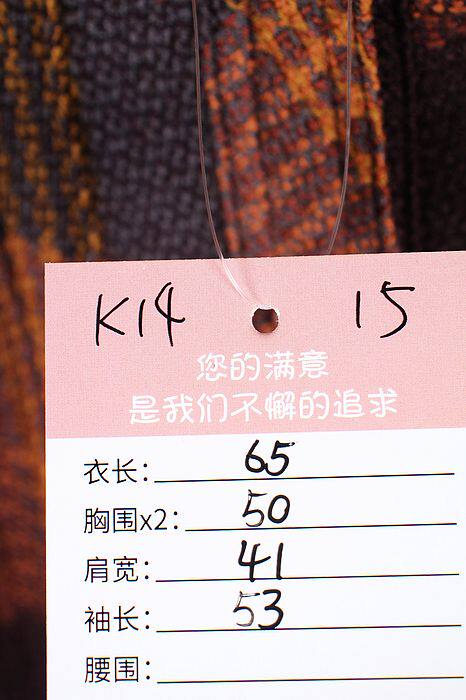 K14 15
您的满意
是我们不懈的追求
衣长: 65
胸围x2: 50
肩宽: 41
袖长: 53
腰围: